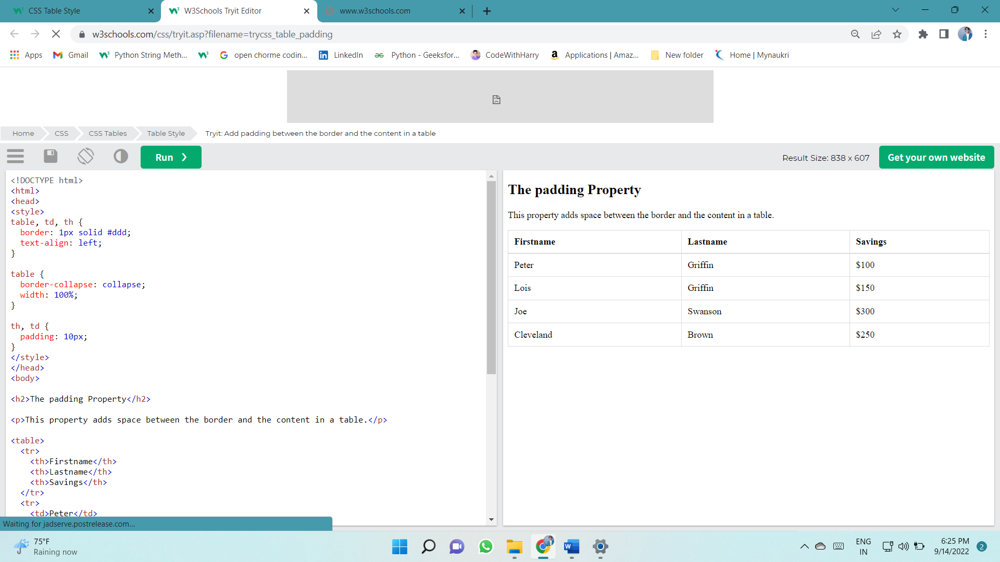 CSS Table Style
W3Schools Tryit Editor
www.w3schools.com
w3schools.com/css/tryit.asp?filename=trycss_table_padding
Apps
Gmail
Python String Meth...
open chorme codin...
LinkedIn
Python - Geeksfor...
CodeWithHarry
Applications | Amaz...
New folder
Home | Mynaukri
Home
CSS
CSS Tables
Table Style
Tryit: Add padding between the border and the content in a table
Run ❯
Result Size: 838 x 607
Get your own website
<!DOCTYPE html>
<html>
<head>
<style>
table, td, th {
  border: 1px solid #ddd;
  text-align: left;
}
table {
  border-collapse: collapse;
  width: 100%;
}
th, td {
  padding: 10px;
}
</style>
</head>
<body>
<h2>The padding Property</h2>
<p>This property adds space between the border and the content in a table.</p>
<table>
  <tr>
    <th>Firstname</th>
    <th>Lastname</th>
    <th>Savings</th>
  </tr>
  <tr>
    <td>Peter</td>
The padding Property
This property adds space between the border and the content in a table.
Firstname Lastname Savings
Peter Griffin $100
Lois Griffin $150
Joe Swanson $300
Cleveland Brown $250
Waiting for jadserve.postrelease.com...
75°F
Raining now
ENG
IN
6:25 PM
9/14/2022
2